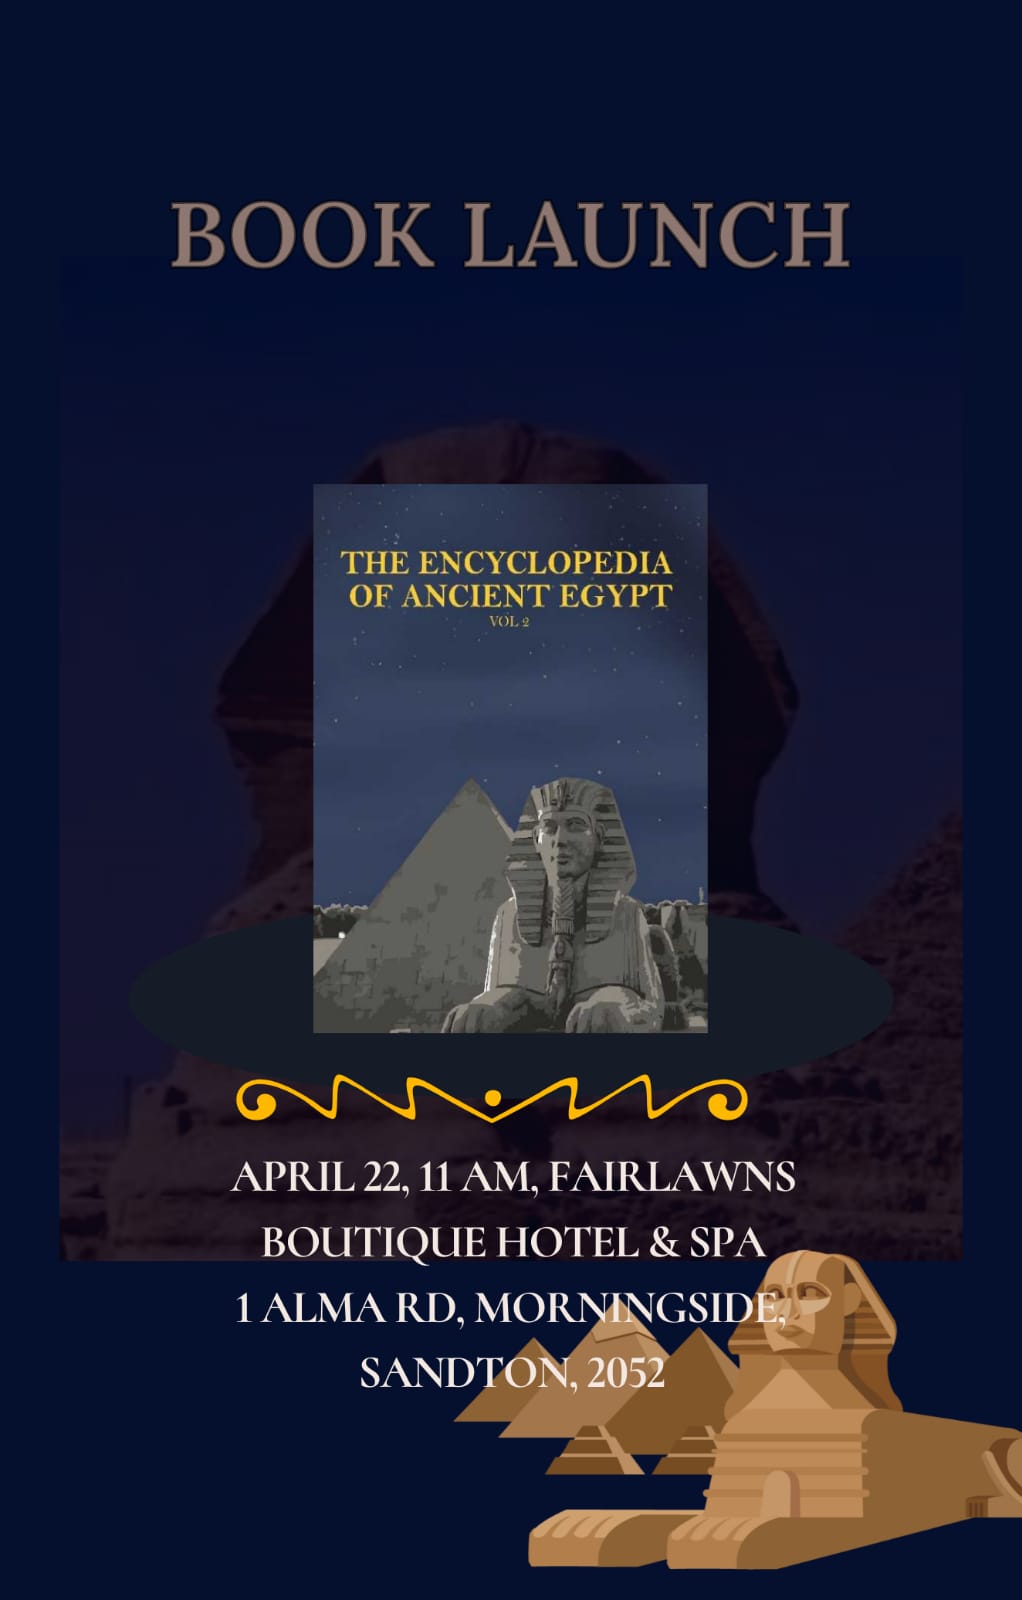 BOOK LAUNCH
THE ENCYCLOPEDIA
OF ANCIENT EGYPT
VOL 2
APRIL 22, 11 AM, FAIRLAWNS
BOUTIQUE HOTEL & SPA
1 ALMA RD, MORNINGSIDE,
SANDTON, 2052